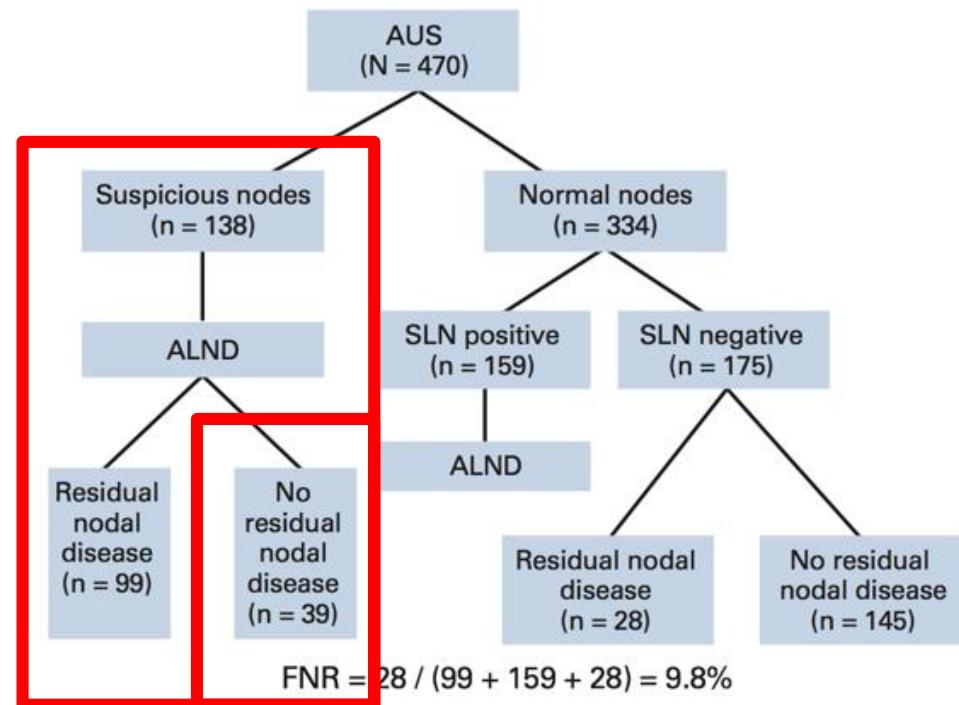 AUS
(N = 470)
Suspicious nodes
(n = 138)
Normal nodes
(n = 334)
ALND
SLN positive
(n = 159)
SLN negative
(n = 175)
ALND
Residual
nodal
disease
(n = 99)
No
residual
nodal
disease
(n = 39)
Residual nodal
disease
(n = 28)
No residual
nodal disease
(n = 145)
FNR = 28 / (99 + 159 + 28) = 9.8%